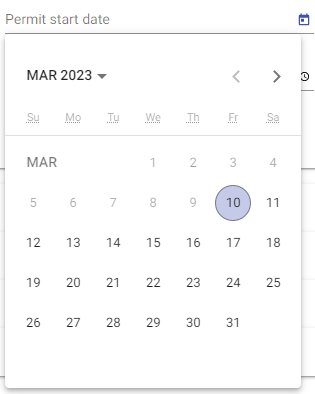 Permit start date
MAR 2023
Su Mo Tu We Th Fr Sa
MAR 1 2 3 4
5 6 7 8 9 10 11
12 13 14 15 16 17 18
19 20 21 22 23 24 25
26 27 28 29 30 31